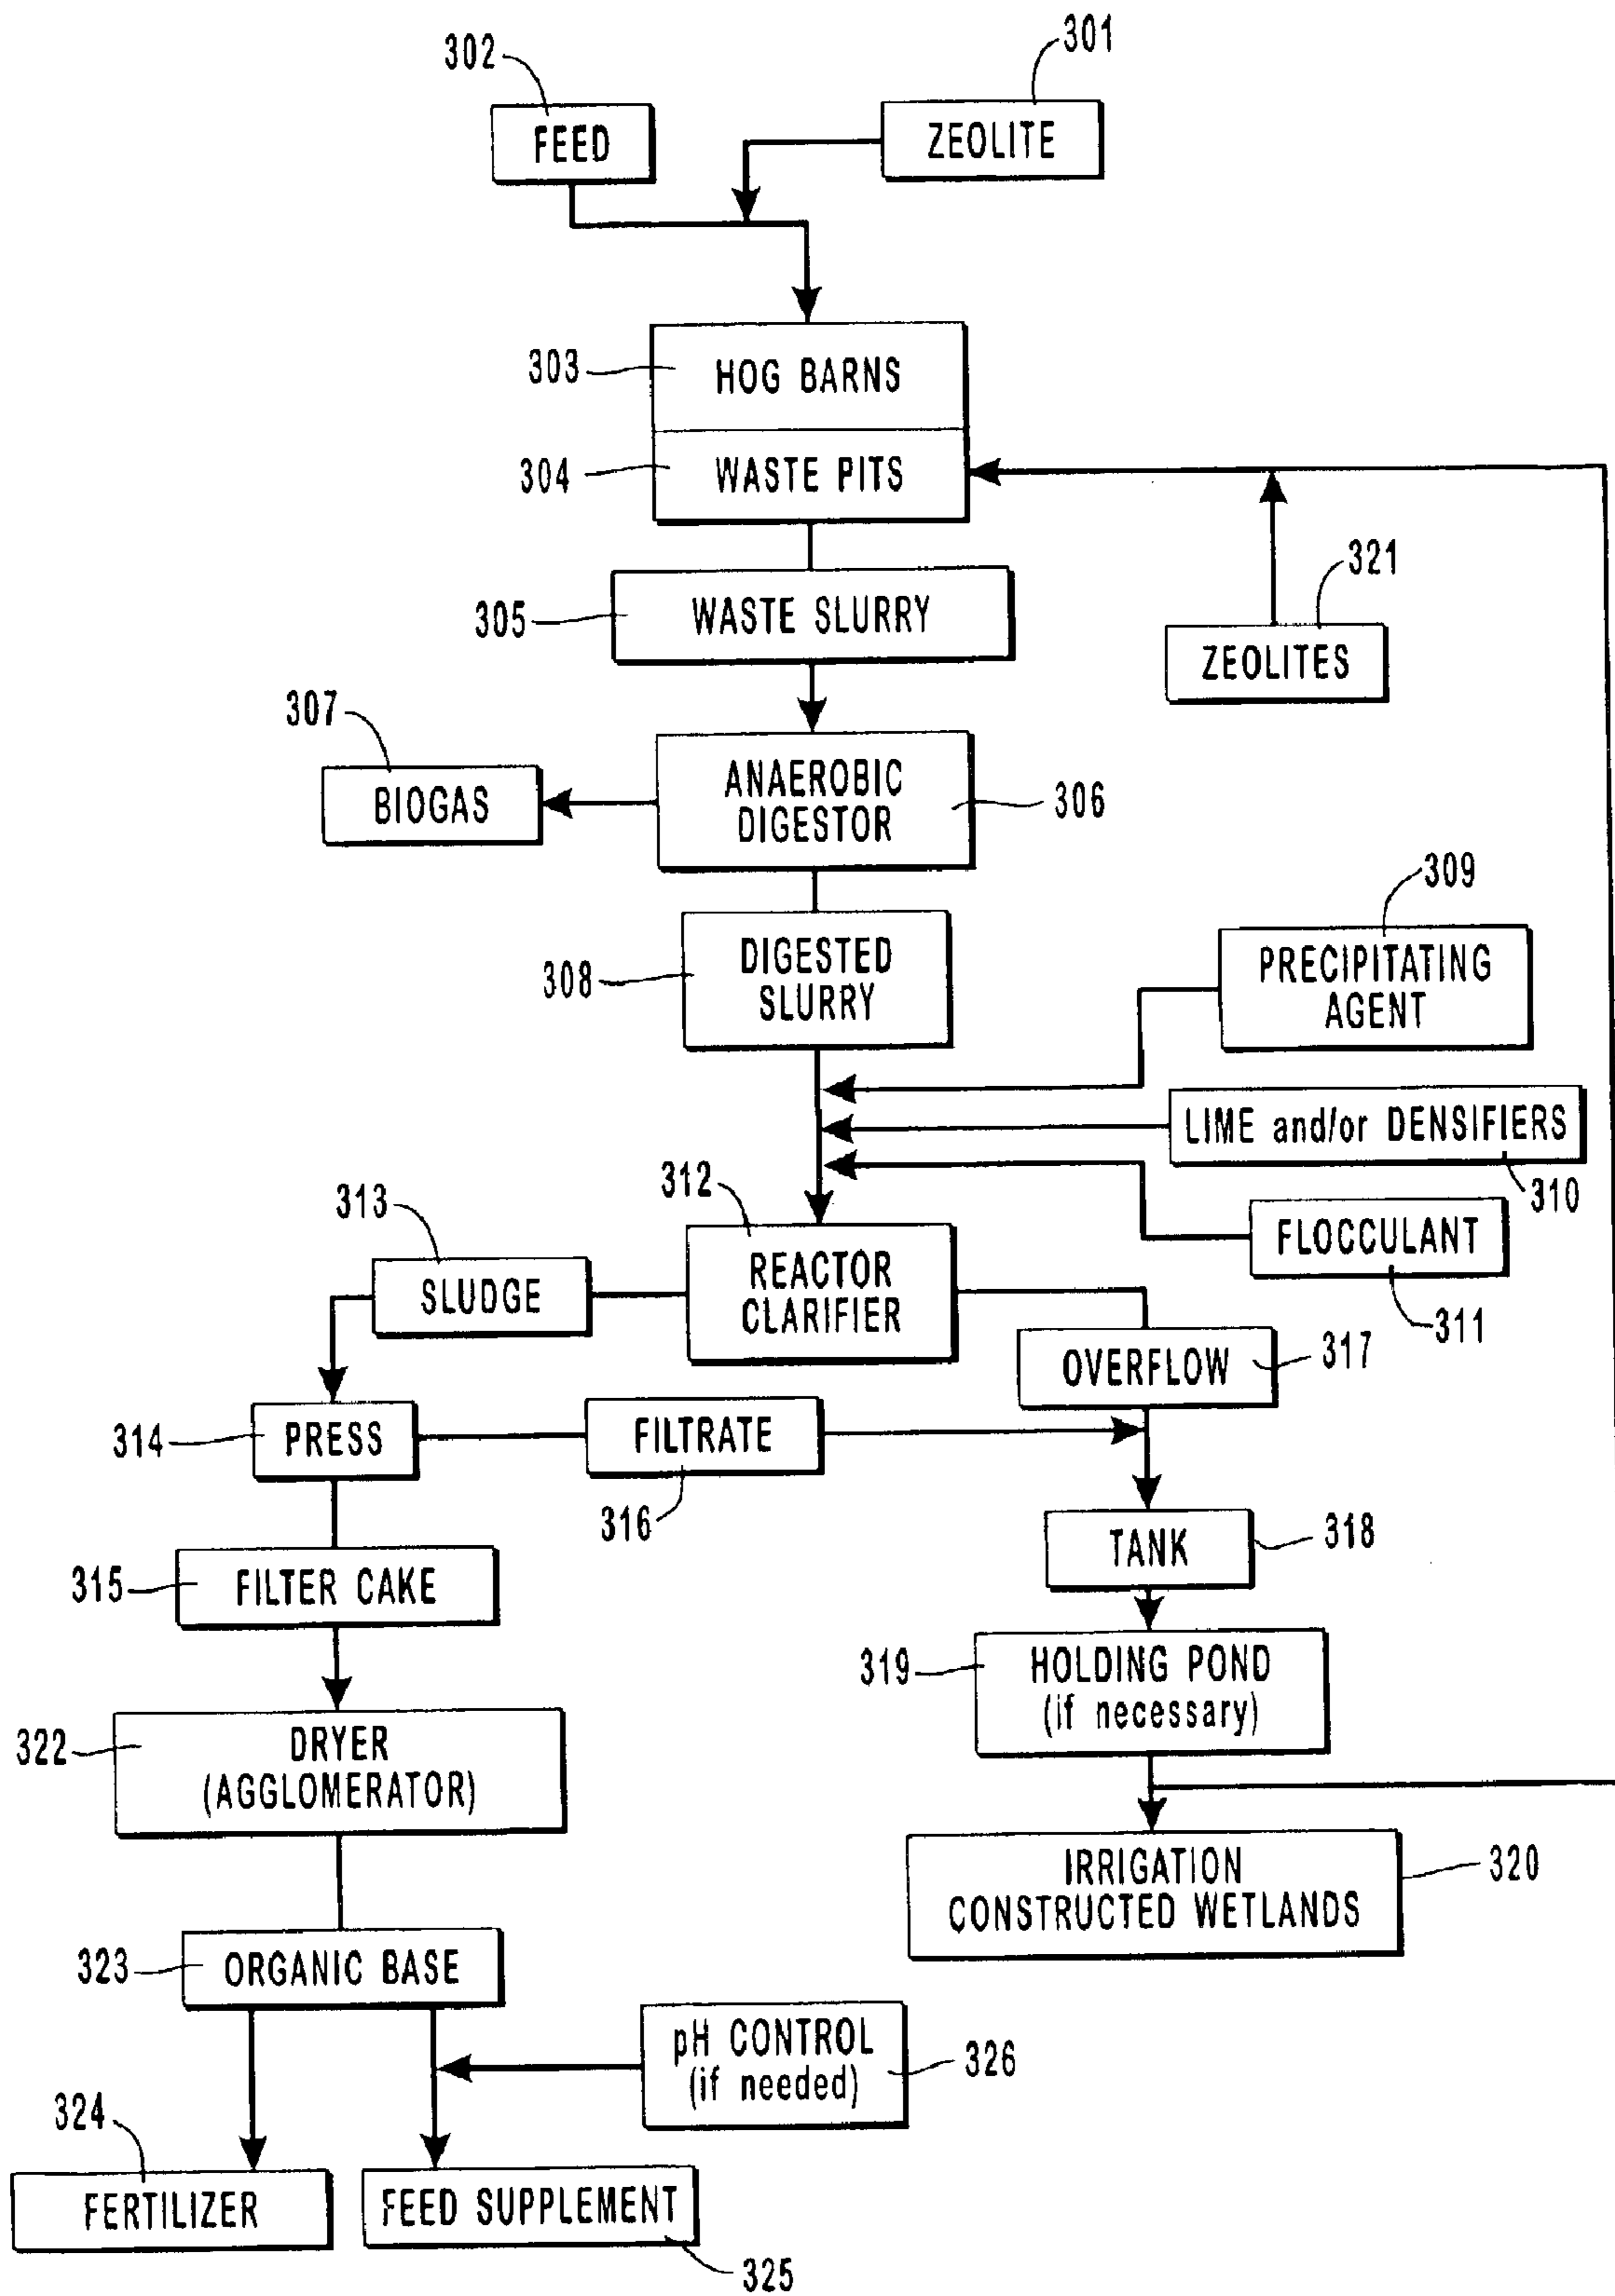 302
301
FEED
ZEOLITE
303
HOG BARNS
304
WASTE PITS
321
305
WASTE SLURRY
ZEOLITES
307
BIOGAS
ANAEROBIC
DIGESTOR
306
309
308
DIGESTED
SLURRY
PRECIPITATING
AGENT
LIME and/or DENSIFIERS
310
312
313
FLOCCULANT
311
SLUDGE
REACTOR
CLARIFIER
OVERFLOW
317
314
PRESS
FILTRATE
316
TANK
318
315
FILTER CAKE
319
HOLDING POND
(if necessary)
322
DRYER
(AGGLOMERATOR)
IRRIGATION
CONSTRUCTED WETLANDS
320
323
ORGANIC BASE
pH CONTROL
(if needed)
326
324
FERTILIZER
FEED SUPPLEMENT
325